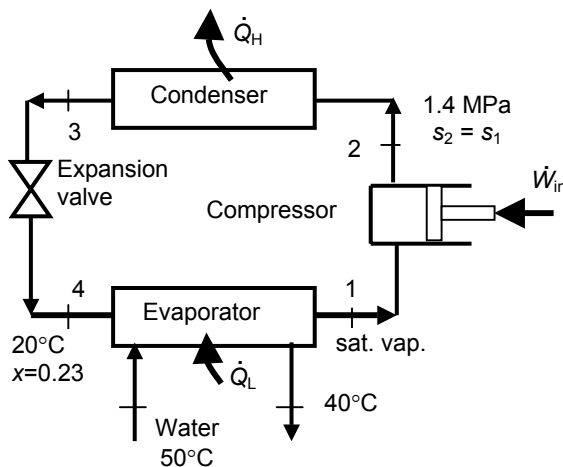 Q̇H
Condenser
1.4 MPa
s2 = s1
3
2
Expansion
valve
Ẇin
Compressor
4
Evaporator
1
20°C
x=0.23
sat. vap.
Q̇L
40°C
Water
50°C